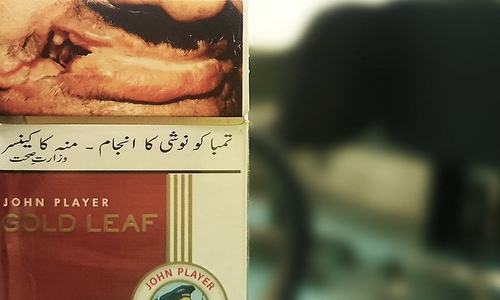 تمباکو نوشی کا انجام - منہ کا کینسر
وزارت صحت
JOHN PLAYER
GOLD LEAF
JOHN PLAYER